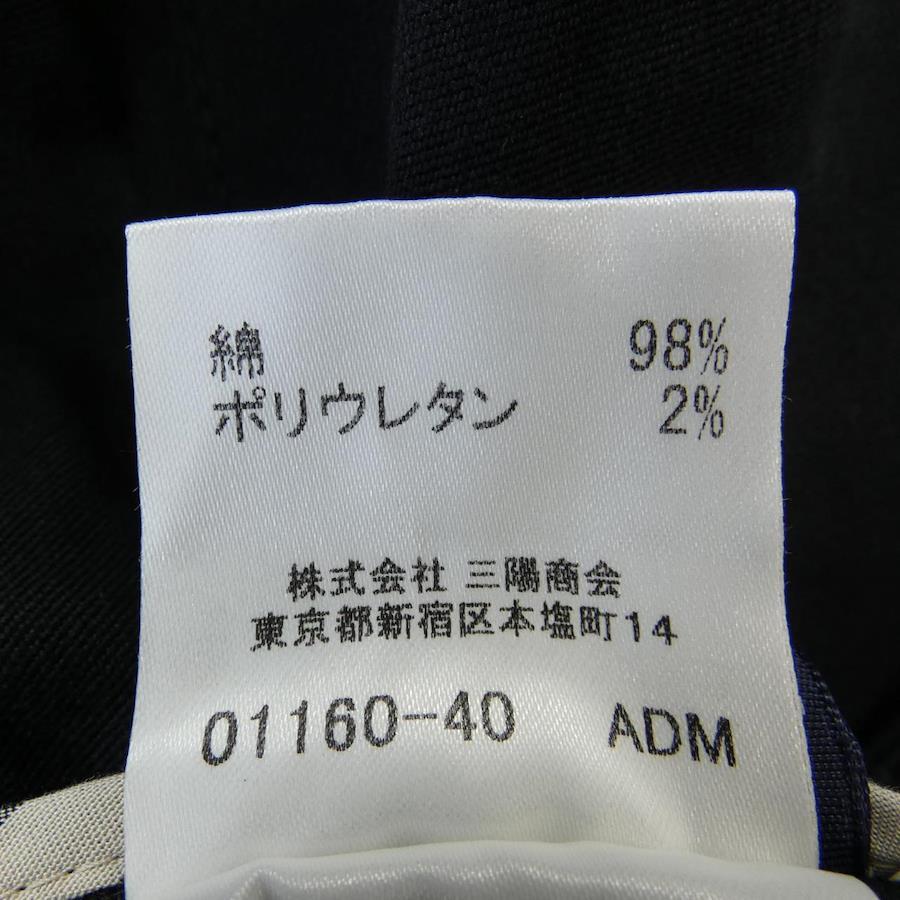 綿 98%
ポリウレタン 2%
株式会社 三陽商会
東京都新宿区本塩町14
01160-40 ADM